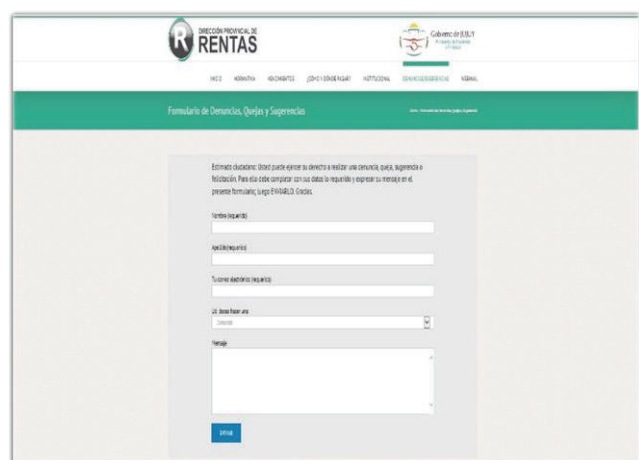 DIRECCIÓN PROVINCIAL DE
RENTAS
Gobierno de JUJUY
INICIO NORMATIVA VENCIMIENTOS ¿CÓMO Y DÓNDE PAGAR? INSTITUCIONAL DENUNCIAS/SUGERENCIAS WEBMAIL
Formulario de Denuncias, Quejas y Sugerencias
Estimado ciudadano: Usted puede ejercer su derecho a realizar una denuncia, queja, sugerencia o
felicitación. Para ello debe completar con sus datos lo requerido y expresar su mensaje en el
presente formulario; luego ENVIARLO. Gracias.
Nombre (requerido)
Apellido(requerido)
Tu correo electrónico (requerido)
Ud. desea hacer una:
Denuncia
Mensaje
ENVIAR